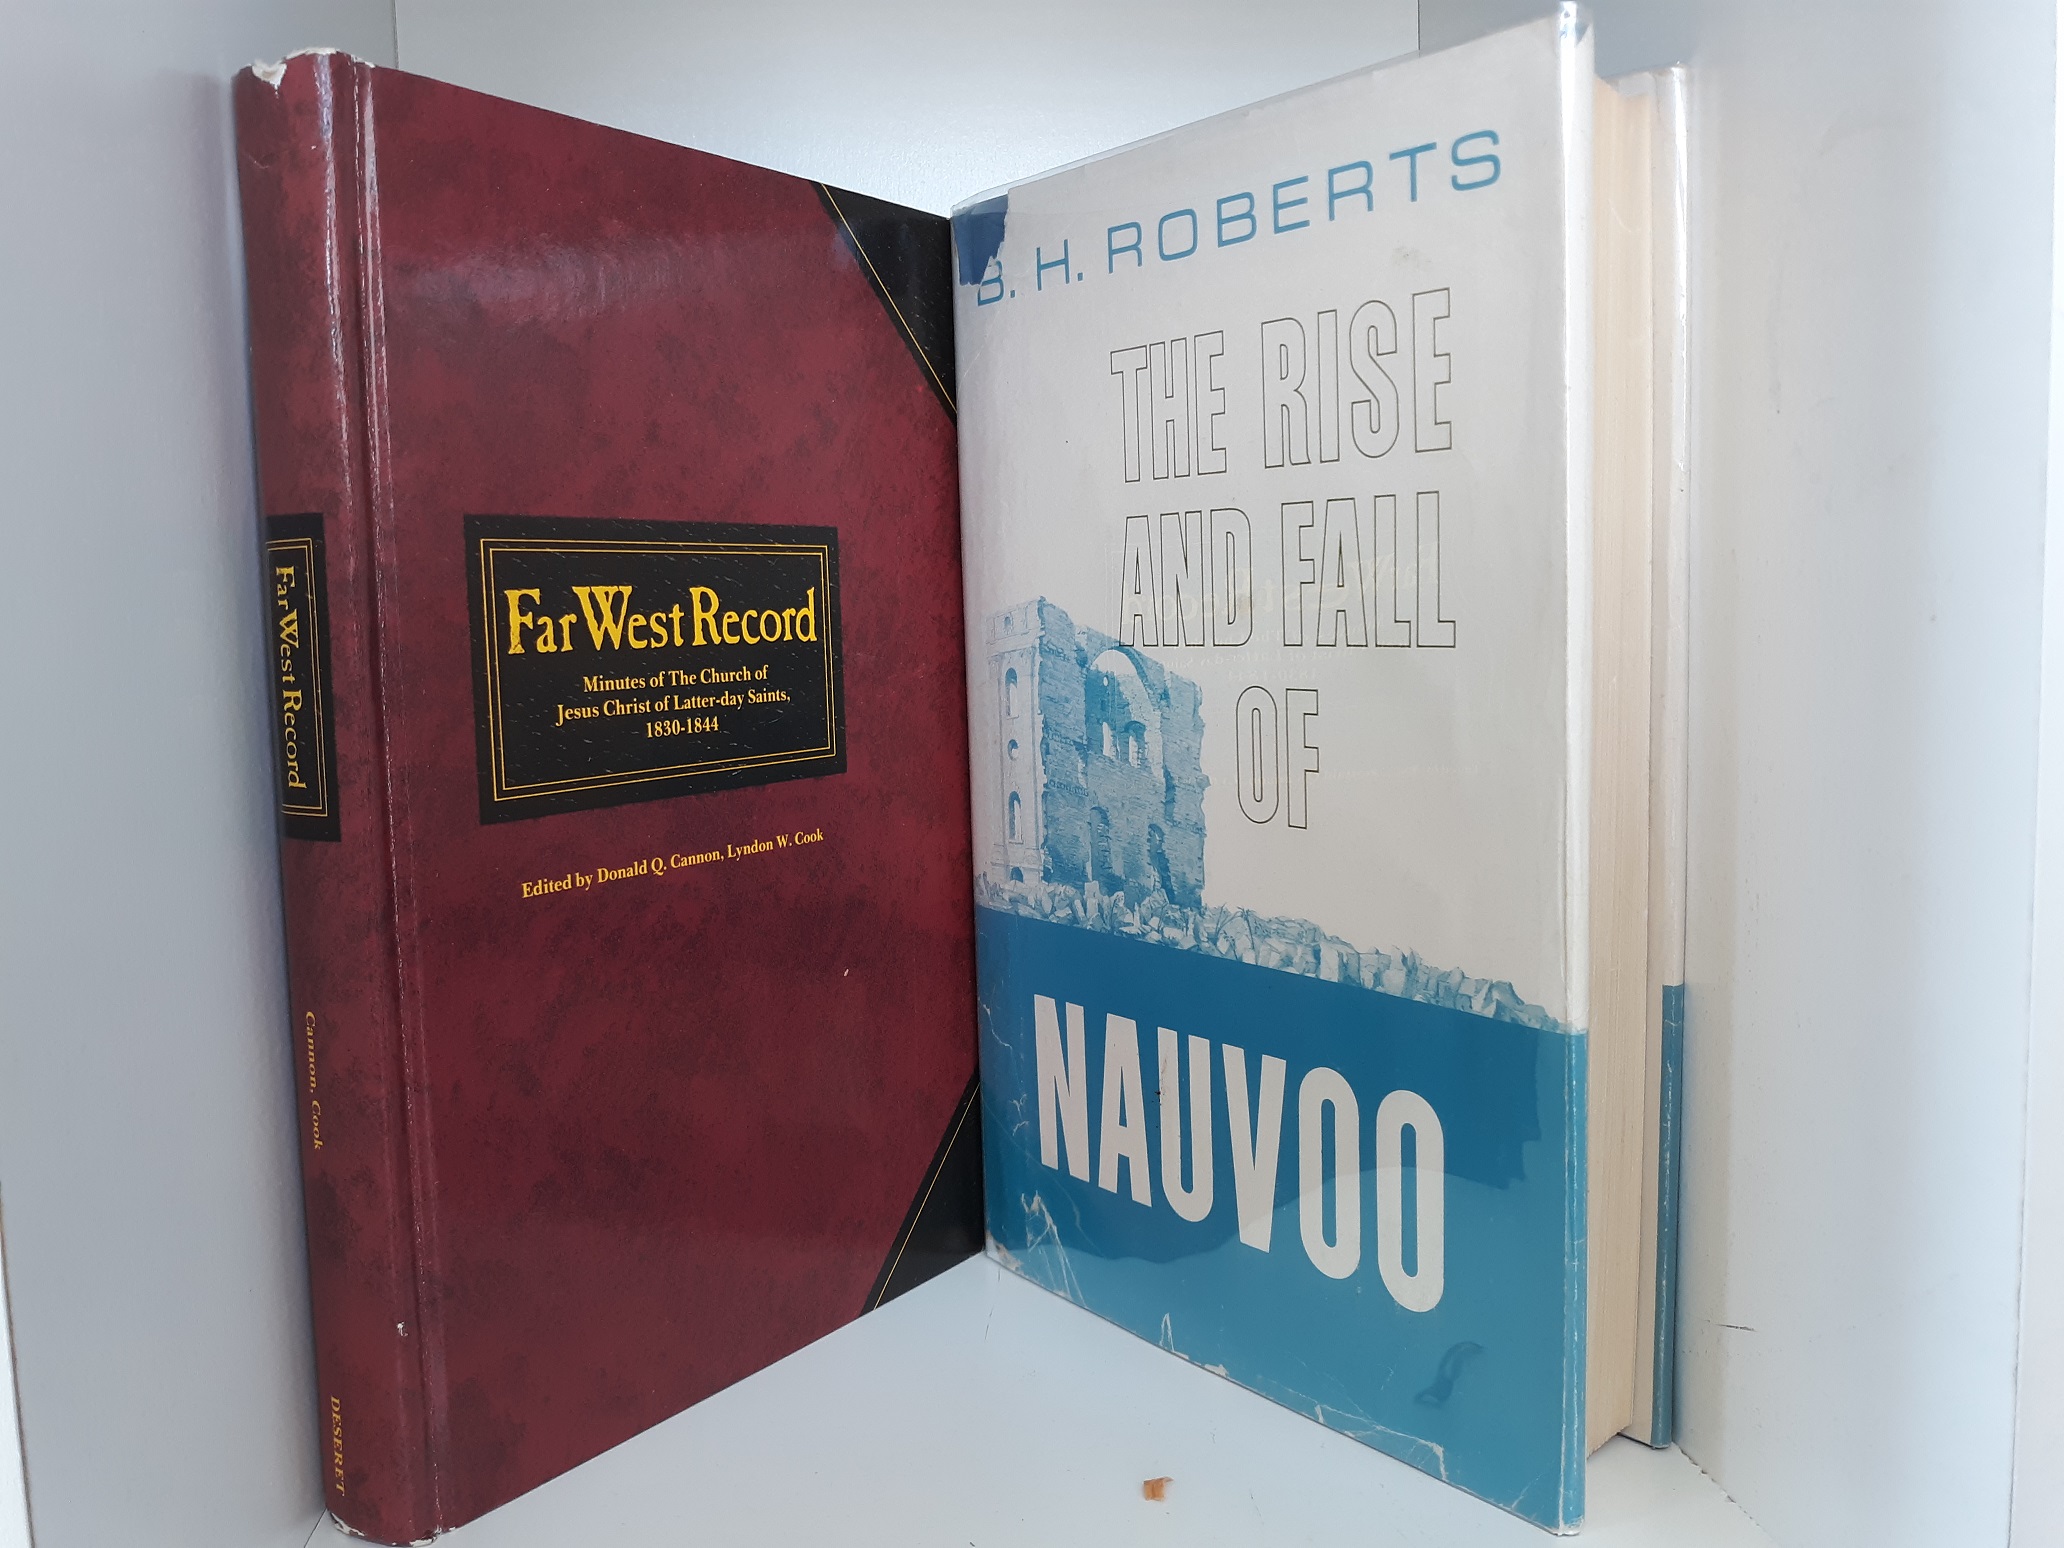 Far West Record
Cannon, Cook
DESERET
Far West Record
Minutes of The Church of
Jesus Christ of Latter-day Saints,
1830-1844
Edited by Donald Q. Cannon, Lyndon W. Cook
B. H. ROBERTS
THE RISE
AND FALL
OF
NAUVOO